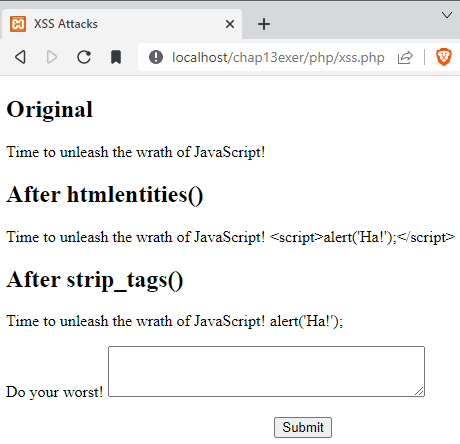 XSS Attacks
localhost/chap13exer/php/xss.php
Original
Time to unleash the wrath of JavaScript!
After htmlentities()
Time to unleash the wrath of JavaScript! <script>alert('Ha!');</script>
After strip_tags()
Time to unleash the wrath of JavaScript! alert('Ha!');
Do your worst!
Submit